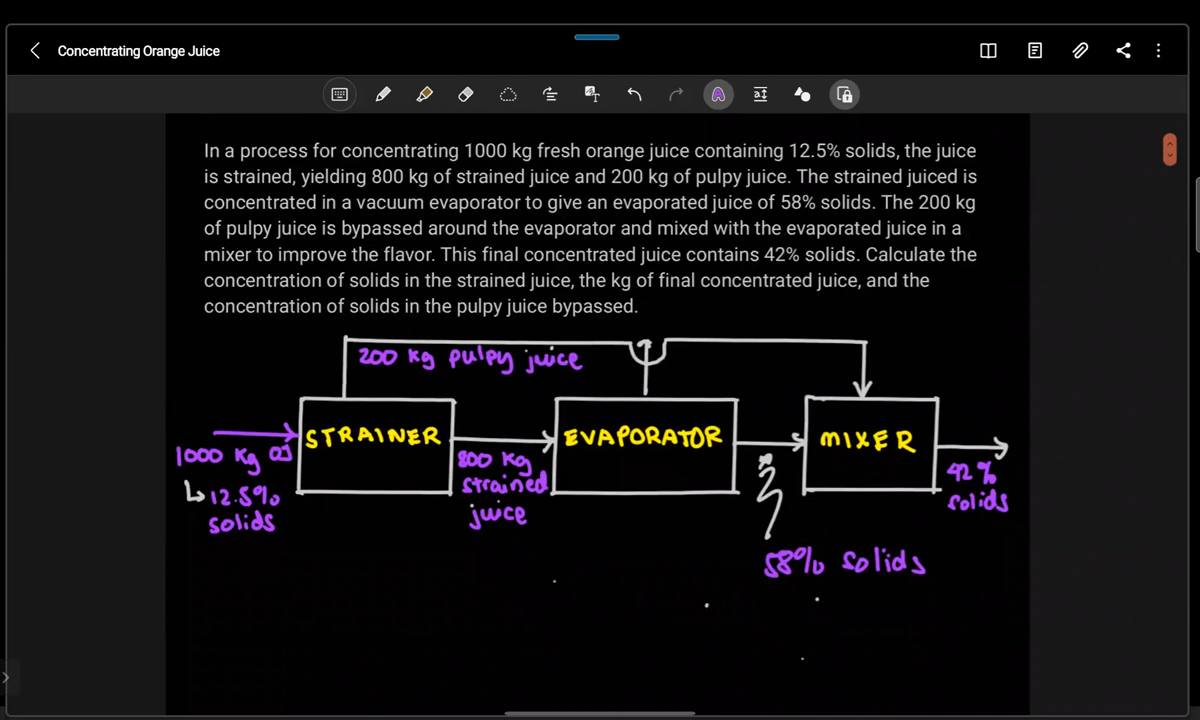 Concentrating Orange Juice
In a process for concentrating 1000 kg fresh orange juice containing 12.5% solids, the juice
is strained, yielding 800 kg of strained juice and 200 kg of pulpy juice. The strained juiced is
concentrated in a vacuum evaporator to give an evaporated juice of 58% solids. The 200 kg
of pulpy juice is bypassed around the evaporator and mixed with the evaporated juice in a
mixer to improve the flavor. This final concentrated juice contains 42% solids. Calculate the
concentration of solids in the strained juice, the kg of final concentrated juice, and the
concentration of solids in the pulpy juice bypassed.
200 kg pulpy juice
STRAINER
EVAPORATOR
MIXER
1000 kg OJ
12.5%
solids
800 kg
strained
juice
42%
solids
58% solids